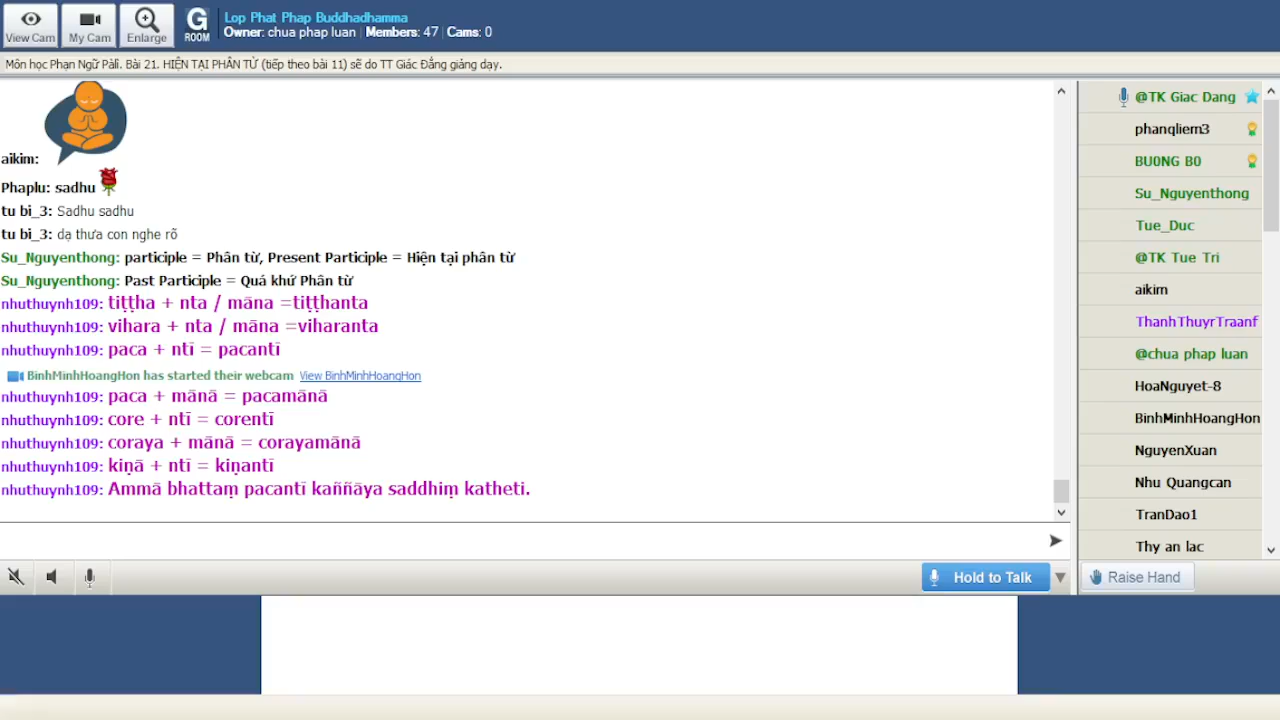 View Cam
My Cam
Enlarge
G
ROOM
Lop Phat Phap Buddhadhamma
Owner: chua phap luan | Members: 47 | Cams: 0
Môn học Phạn Ngữ Pāli. Bài 21. HIỆN TẠI PHÂN TỪ (tiếp theo bài 11) sẽ do TT Giác Đẳng giảng dạy.
aikim:
Phaplu: sadhu
tu bi_3: Sadhu sadhu
tu bi_3: dạ thưa con nghe rõ
Su_Nguyenthong: participle = Phân từ, Present Participle = Hiện tại phân từ
Su_Nguyenthong: Past Participle = Quá khứ Phân từ
nhuthuynh109: tiṭṭha + nta / māna =tiṭṭhanta
nhuthuynh109: vihara + nta / māna =viharanta
nhuthuynh109: paca + ntī = pacantī
BinhMinhHoangHon has started their webcam View BinhMinhHoangHon
nhuthuynh109: paca + mānā = pacamānā
nhuthuynh109: core + ntī = corentī
nhuthuynh109: coraya + mānā = corayamānā
nhuthuynh109: kiṇā + ntī = kiṇantī
nhuthuynh109: Ammā bhattaṃ pacantī kaññāya saddhiṃ katheti.
@TK Giac Dang
phanqliem3
BU0NG B0
Su_Nguyenthong
Tue_Duc
@TK Tue Tri
aikim
ThanhThuyrTraanf
@chua phap luan
HoaNguyet-8
BinhMinhHoangHon
NguyenXuan
Nhu Quangcan
TranDao1
Thy an lac
Hold to Talk
Raise Hand